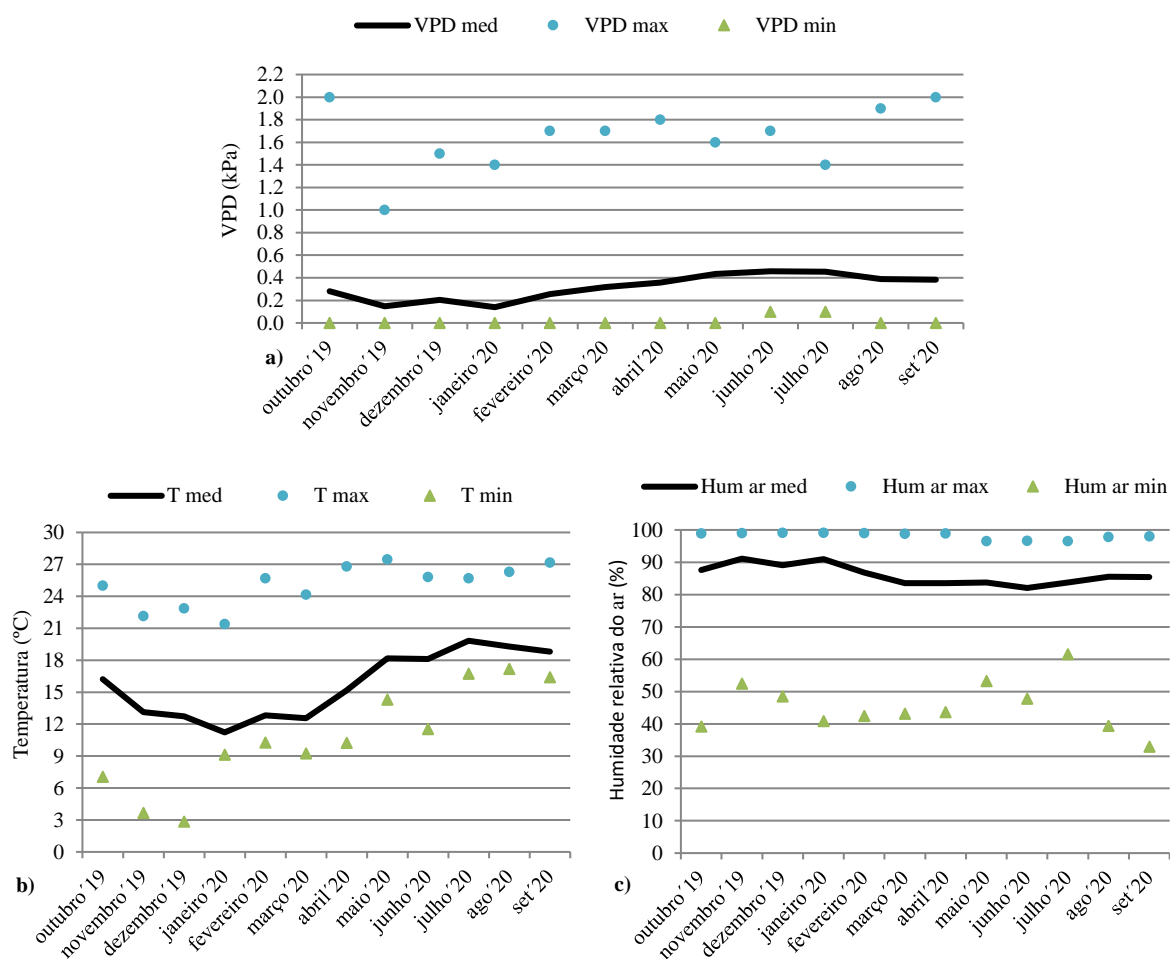 VPD med VPD max VPD min
2.2
2.0
1.8
1.6
1.4
1.2
1.0
0.8
0.6
0.4
0.2
0.0
VPD (kPa)
a)
outubro´19
novembro´19
dezembro´19
janeiro´20
fevereiro´20
março´20
abril´20
maio´20
junho´20
julho´20
ago´20
set´20
T med T max T min
30
27
24
21
18
15
12
9
6
3
0
Temperatura (ºC)
b)
outubro´19
novembro´19
dezembro´19
janeiro´20
fevereiro´20
março´20
abril´20
maio´20
junho´20
julho´20
ago´20
set´20
Hum ar med Hum ar max Hum ar min
100
90
80
70
60
50
40
30
20
10
0
Humidade relativa do ar (%)
c)
outubro´19
novembro´19
dezembro´19
janeiro´20
fevereiro´20
março´20
abril´20
maio´20
junho´20
julho´20
ago´20
set´20